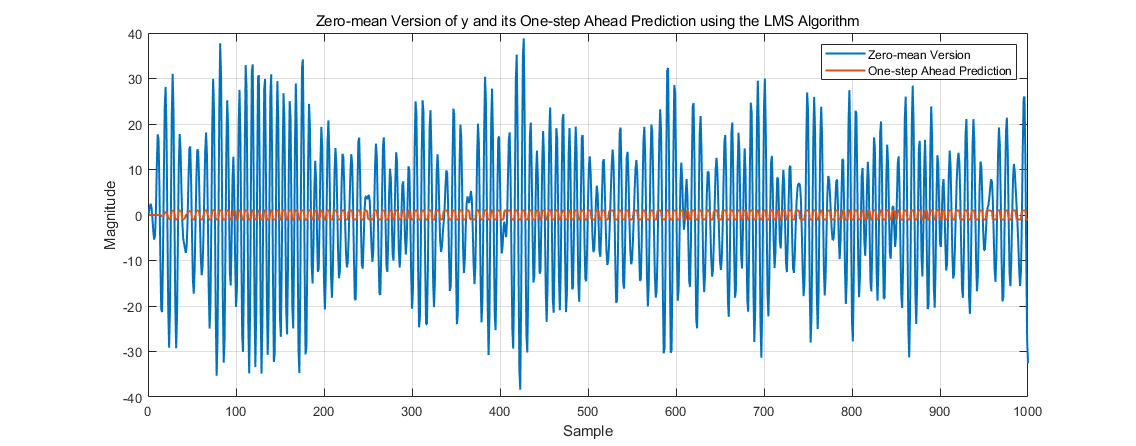 Zero-mean Version of y and its One-step Ahead Prediction using the LMS Algorithm
Zero-mean Version
One-step Ahead Prediction
Magnitude
40
30
20
10
0
-10
-20
-30
-40
0 100 200 300 400 500 600 700 800 900 1000
Sample